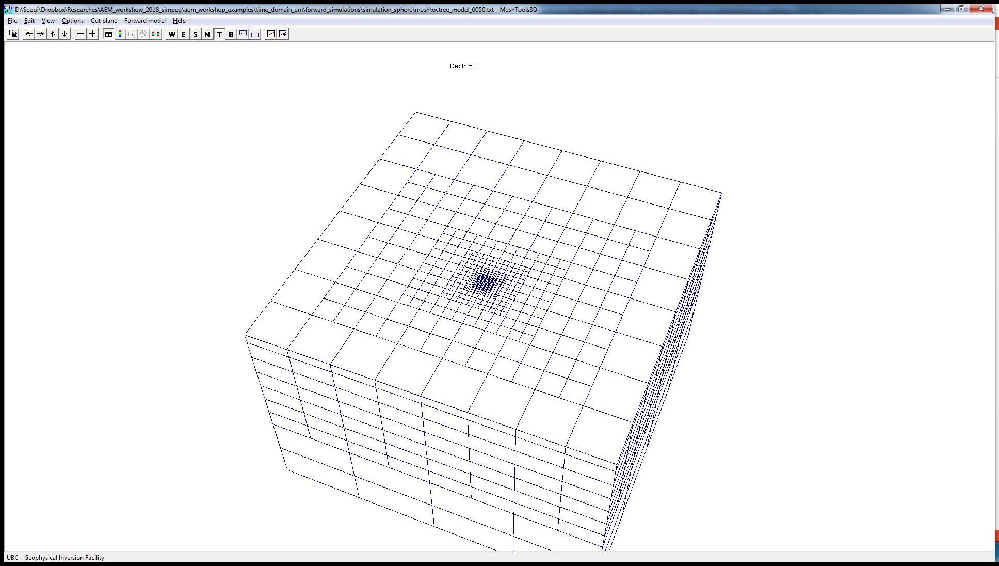 D:\Seogi\Dropbox\Researches\AEM_workshow_2018_simpeg\aem_workshop_examples\time_domain_em\forward_simulations\simulation_sphere\mesh\octree_model_0050.txt - MeshTools3D
File Edit View Options Cut plane Forward model Help
Lg % W E S N T B
Depth = 0
UBC - Geophysical Inversion Facility